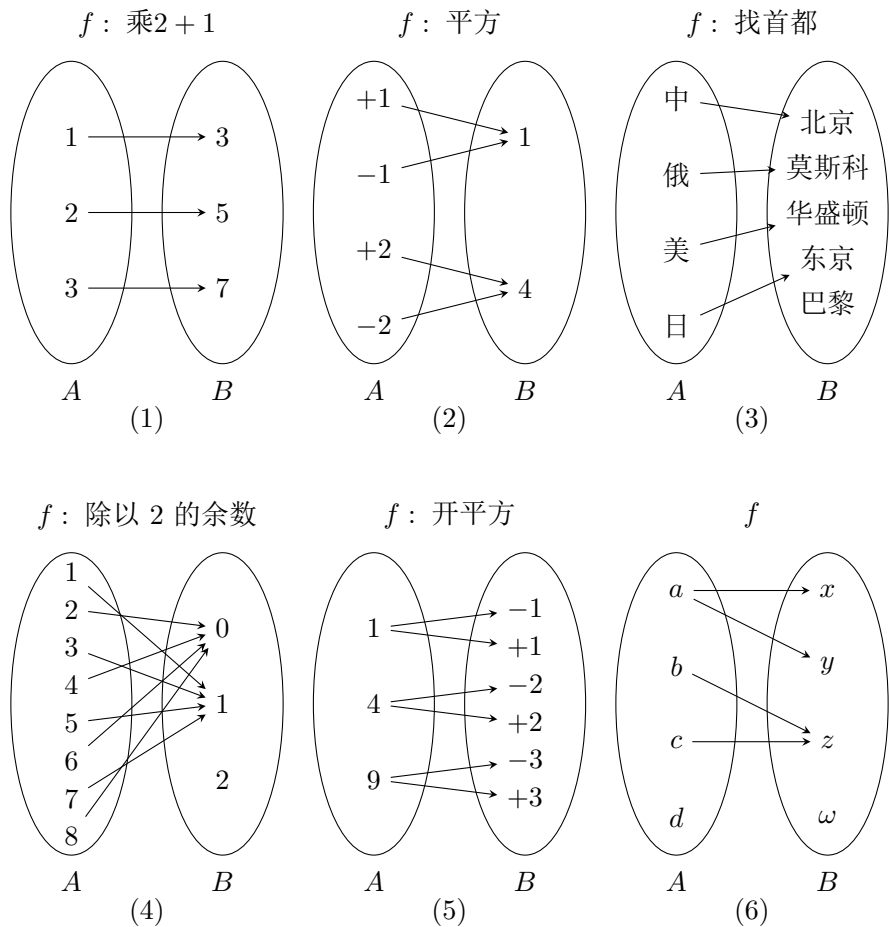 f : 乘2 + 1
1 3
2 5
3 7
A B
(1)
f : 平方
+1
−1
+2
−2
1
4
A B
(2)
f : 找首都
中
俄
美
日
北京
莫斯科
华盛顿
东京
巴黎
A B
(3)
f : 除以 2 的余数
1
2
3
4
5
6
7
8
0
1
2
A B
(4)
f : 开平方
1
4
9
−1
+1
−2
+2
−3
+3
A B
(5)
f
a x
b y
c z
d ω
A B
(6)